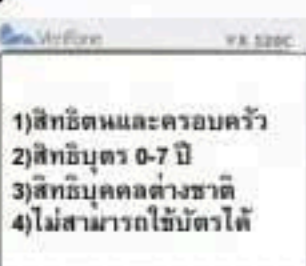 Verifone VX 520C
1)สิทธิตนและครอบครัว
2)สิทธิบุตร 0-7 ปี
3)สิทธิบุคคลต่างชาติ
4)ไม่สามารถใช้บัตรได้